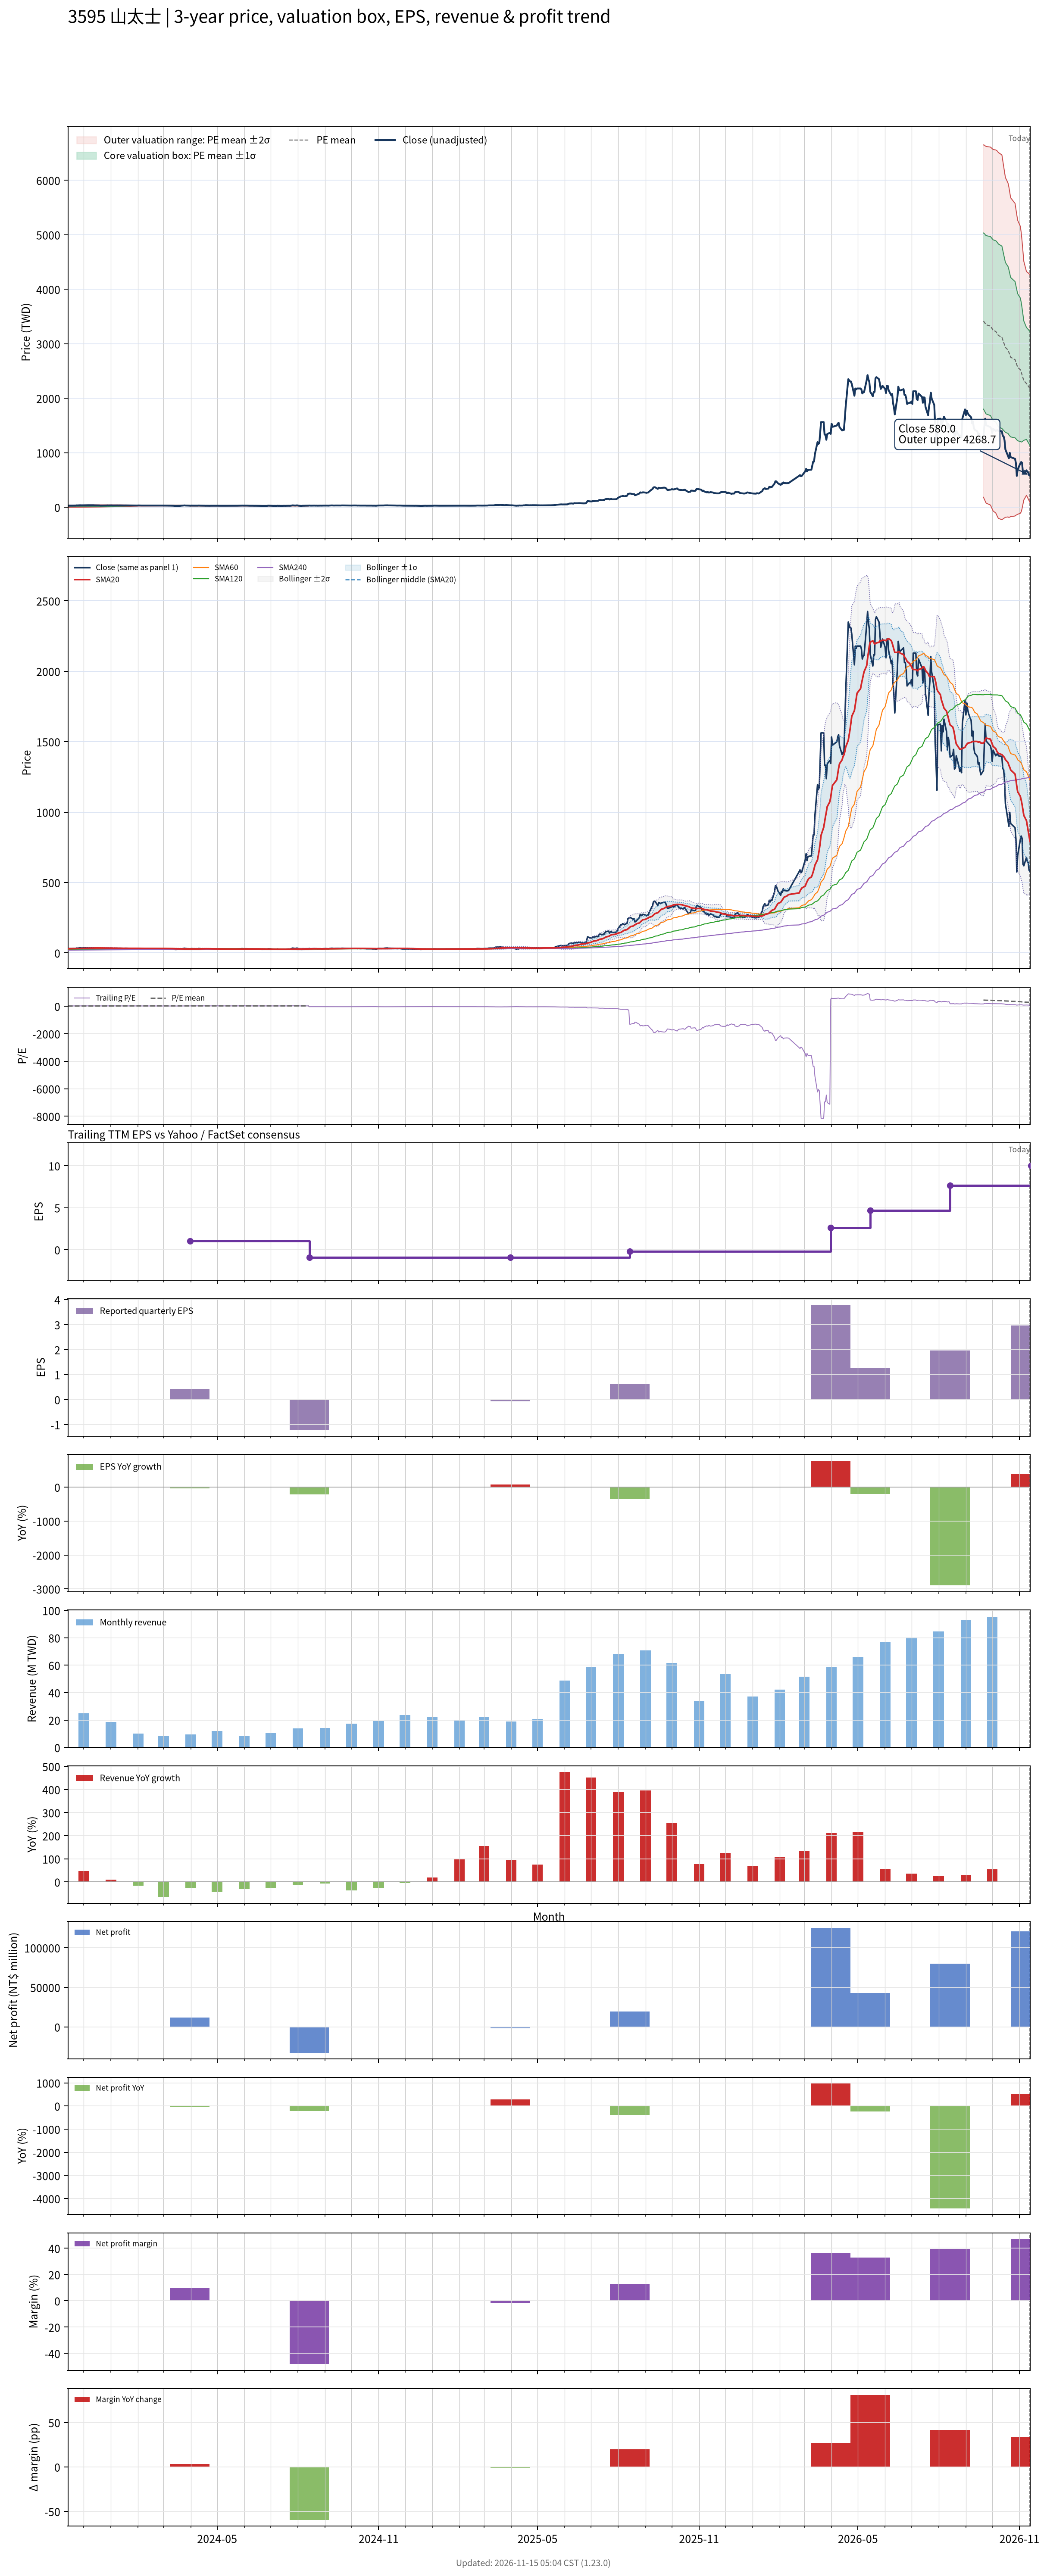 3595 山太士 | 3-year price, valuation box, EPS, revenue & profit trend
Outer valuation range: PE mean ±2σ
Core valuation box: PE mean ±1σ
PE mean
Close (unadjusted)
Today
Price (TWD)
6000
5000
4000
3000
2000
1000
0
Close 580.0
Outer upper 4268.7
Close (same as panel 1)
SMA20
SMA60
SMA120
SMA240
Bollinger ±2σ
Bollinger ±1σ
Bollinger middle (SMA20)
Price
2500
2000
1500
1000
500
0
Trailing P/E
P/E mean
P/E
0
-2000
-4000
-6000
-8000
Trailing TTM EPS vs Yahoo / FactSet consensus
Today
EPS
10
5
0
Reported quarterly EPS
EPS
4
3
2
1
0
-1
EPS YoY growth
YoY (%)
0
-1000
-2000
-3000
Monthly revenue
Revenue (M TWD)
100
80
60
40
20
0
Revenue YoY growth
YoY (%)
500
400
300
200
100
0
Month
Net profit
Net profit (NT$ million)
100000
50000
0
Net profit YoY
YoY (%)
1000
0
-1000
-2000
-3000
-4000
Net profit margin
Margin (%)
40
20
0
-20
-40
Margin YoY change
Δ margin (pp)
50
0
-50
2024-05
2024-11
2025-05
2025-11
2026-05
2026-11
Updated: 2026-11-15 05:04 CST (1.23.0)